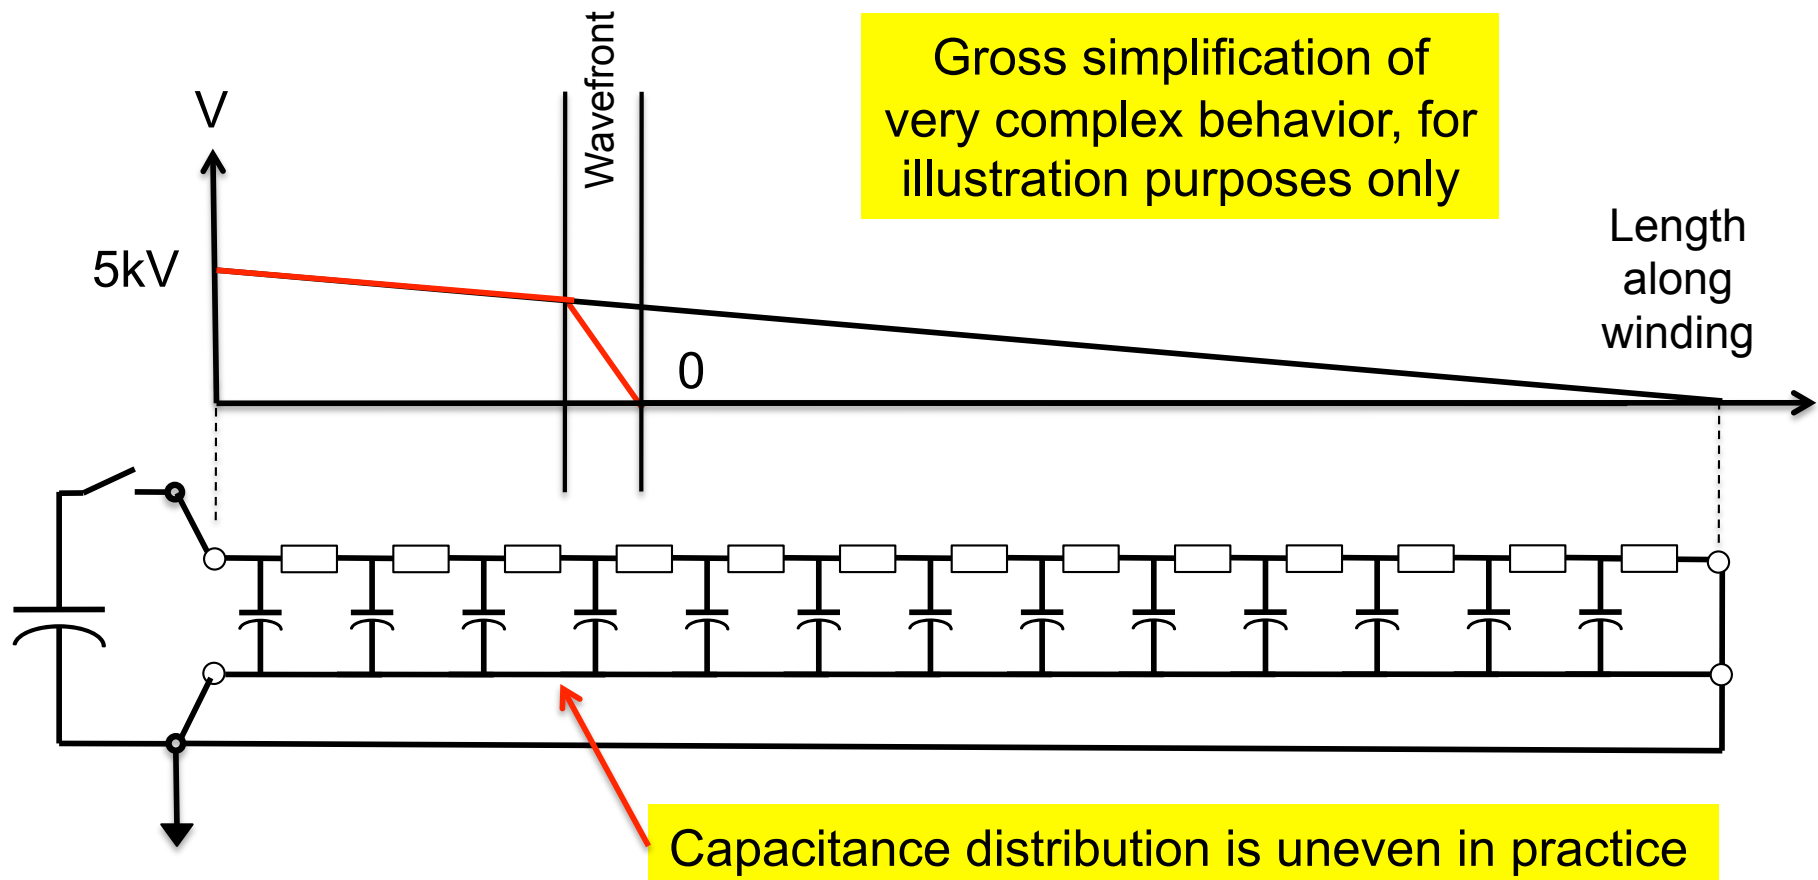 Wavefront
Gross simplification of
very complex behavior, for
illustration purposes only
V
Length
along
winding
5kV
0
Capacitance distribution is uneven in practice